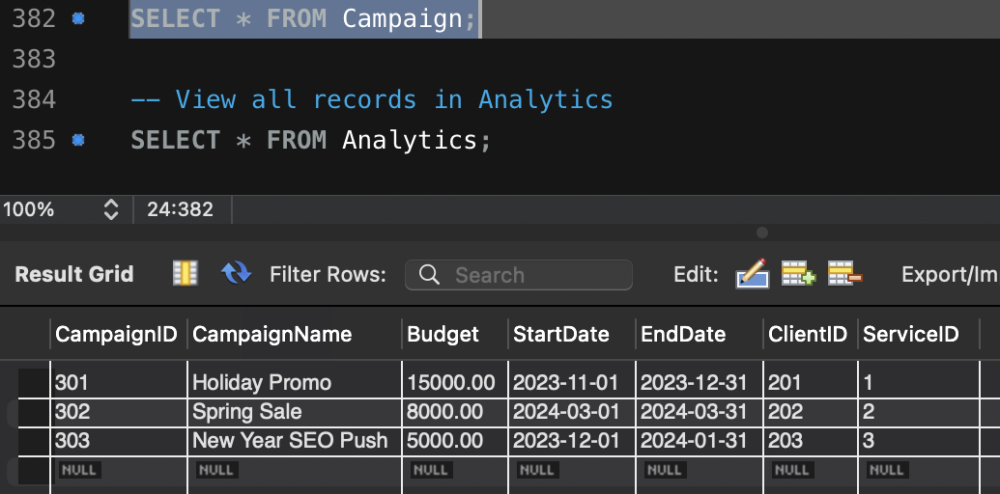 382 SELECT * FROM Campaign;
383
384 -- View all records in Analytics
385 SELECT * FROM Analytics;
100% 24:382
Result Grid Filter Rows: Search Edit: Export/Im
CampaignID CampaignName Budget StartDate EndDate ClientID ServiceID
301 Holiday Promo 15000.00 2023-11-01 2023-12-31 201 1
302 Spring Sale 8000.00 2024-03-01 2024-03-31 202 2
303 New Year SEO Push 5000.00 2023-12-01 2024-01-31 203 3
NULL NULL NULL NULL NULL NULL NULL